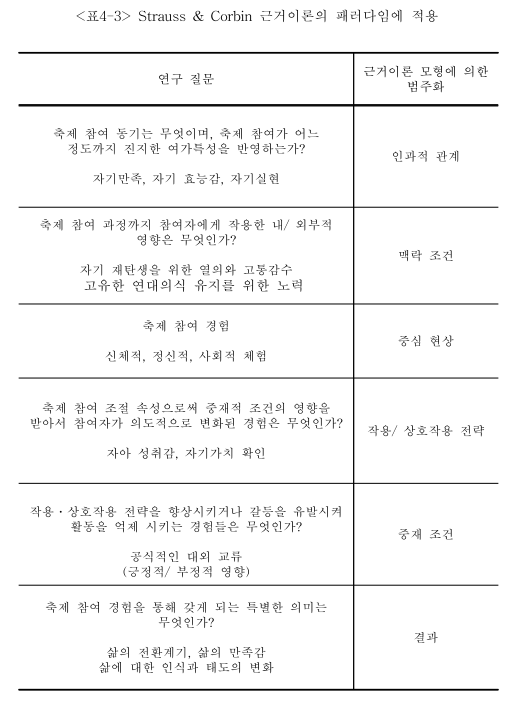 <표4-3> Strauss & Corbin 근거이론의 패러다임에 적용
연구 질문
근거이론 모형에 의한
범주화
축제 참여 동기는 무엇이며, 축제 참여가 어느
정도까지 진지한 여가특성을 반영하는가?
자기만족, 자기 효능감, 자기실현
인과적 관계
축제 참여 과정까지 참여자에게 작용한 내/ 외부적
영향은 무엇인가?
자기 재탄생을 위한 열의와 고통감수
고유한 연대의식 유지를 위한 노력
맥락 조건
축제 참여 경험
신체적, 정신적, 사회적 체험
중심 현상
축제 참여 조절 속성으로써 중재적 조건의 영향을
받아서 참여자가 의도적으로 변화된 경험은 무엇인가?
자아 성취감, 자기가치 확인
작용/ 상호작용 전략
작용·상호작용 전략을 향상시키거나 갈등을 유발시켜
활동을 억제 시키는 경험들은 무엇인가?
공식적인 대외 교류
(긍정적/ 부정적 영향)
중재 조건
축제 참여 경험을 통해 갖게 되는 특별한 의미는
무엇인가?
삶의 전환계기, 삶의 만족감
삶에 대한 인식과 태도의 변화
결과